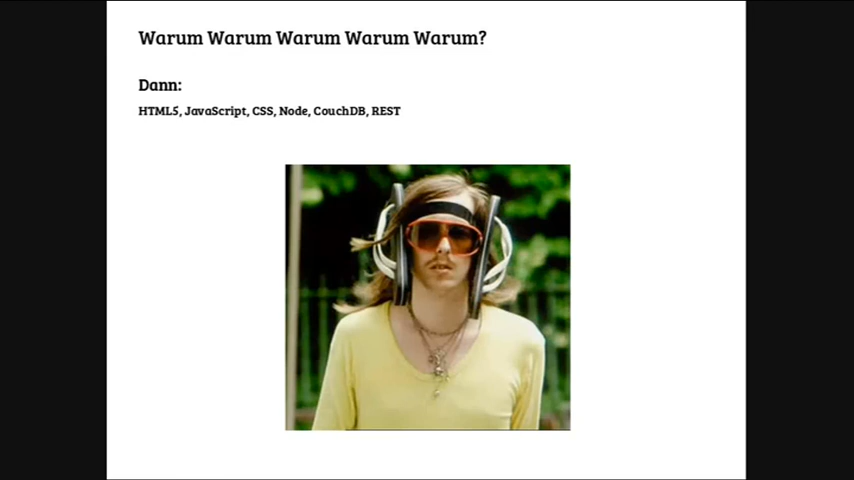 Warum Warum Warum Warum Warum?
Dann:
HTML5, JavaScript, CSS, Node, CouchDB, REST